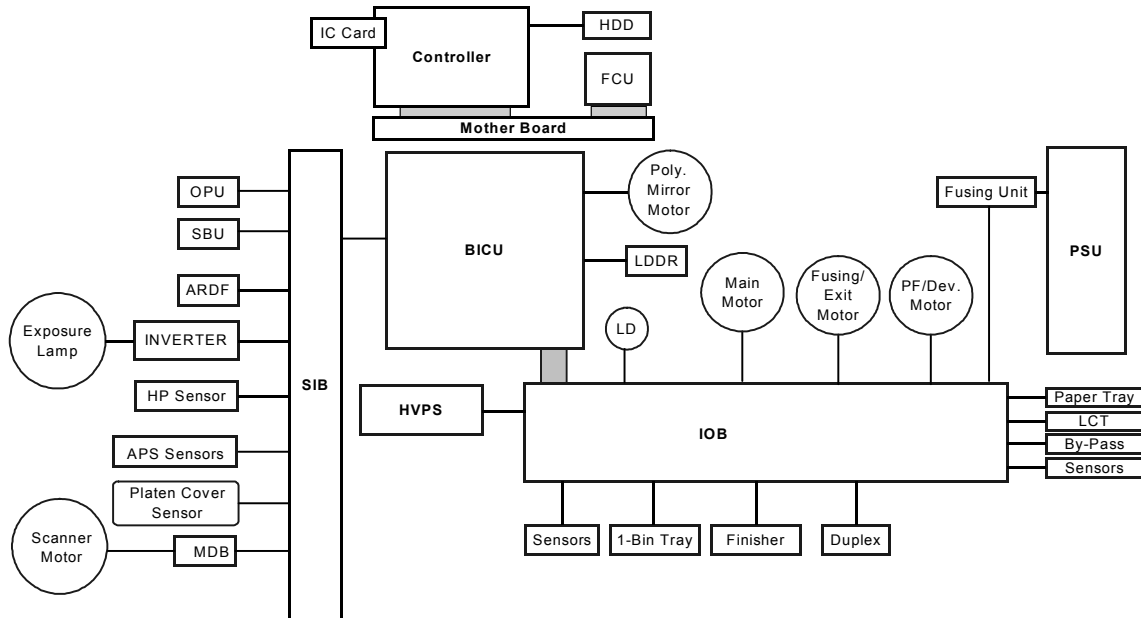 IC Card
Controller
HDD
FCU
Mother Board
OPU
SBU
ARDF
Exposure
Lamp
INVERTER
HP Sensor
APS Sensors
Platen Cover
Sensor
Scanner
Motor
MDB
SIB
BICU
Poly.
Mirror
Motor
LDDR
LD
Main
Motor
Fusing/
Exit
Motor
PF/Dev.
Motor
Fusing Unit
PSU
HVPS
IOB
Paper Tray
LCT
By-Pass
Sensors
Sensors
1-Bin Tray
Finisher
Duplex